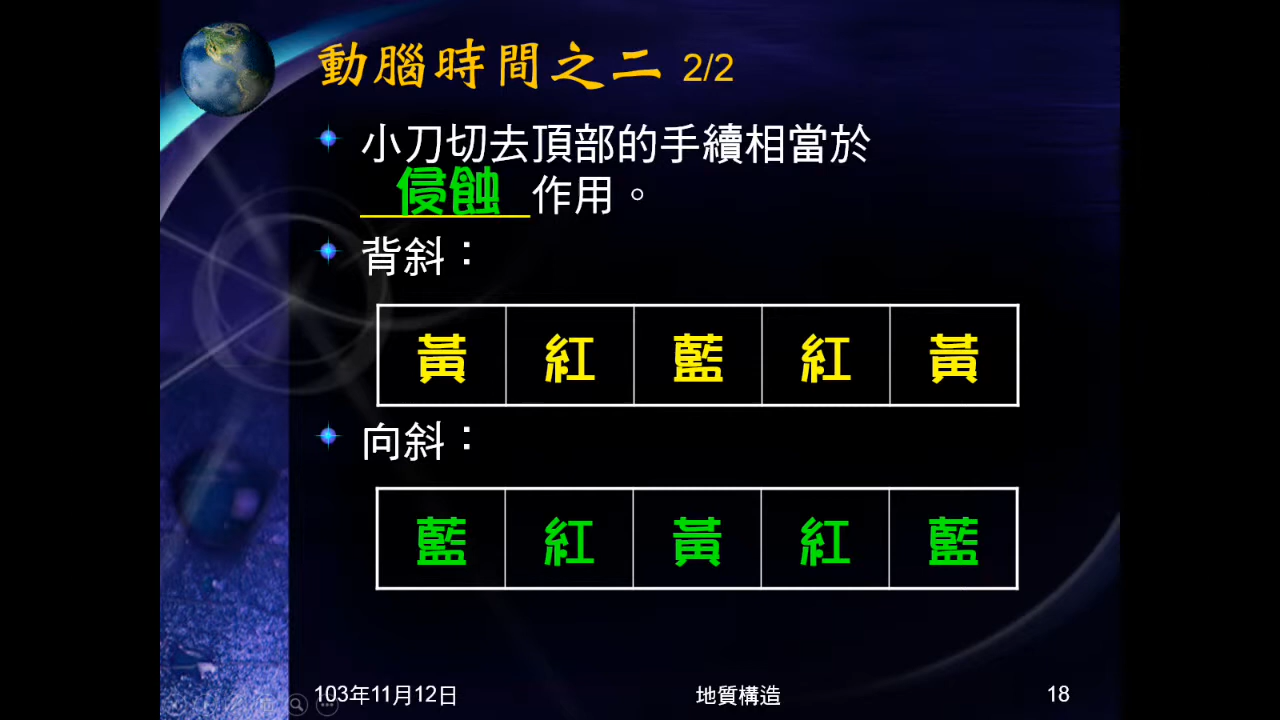 動腦時間之二 2/2
小刀切去頂部的手續相當於
侵蝕作用。
背斜：
黃 紅 藍 紅 黃
向斜：
藍 紅 黃 紅 藍
103年11月12日 地質構造 18